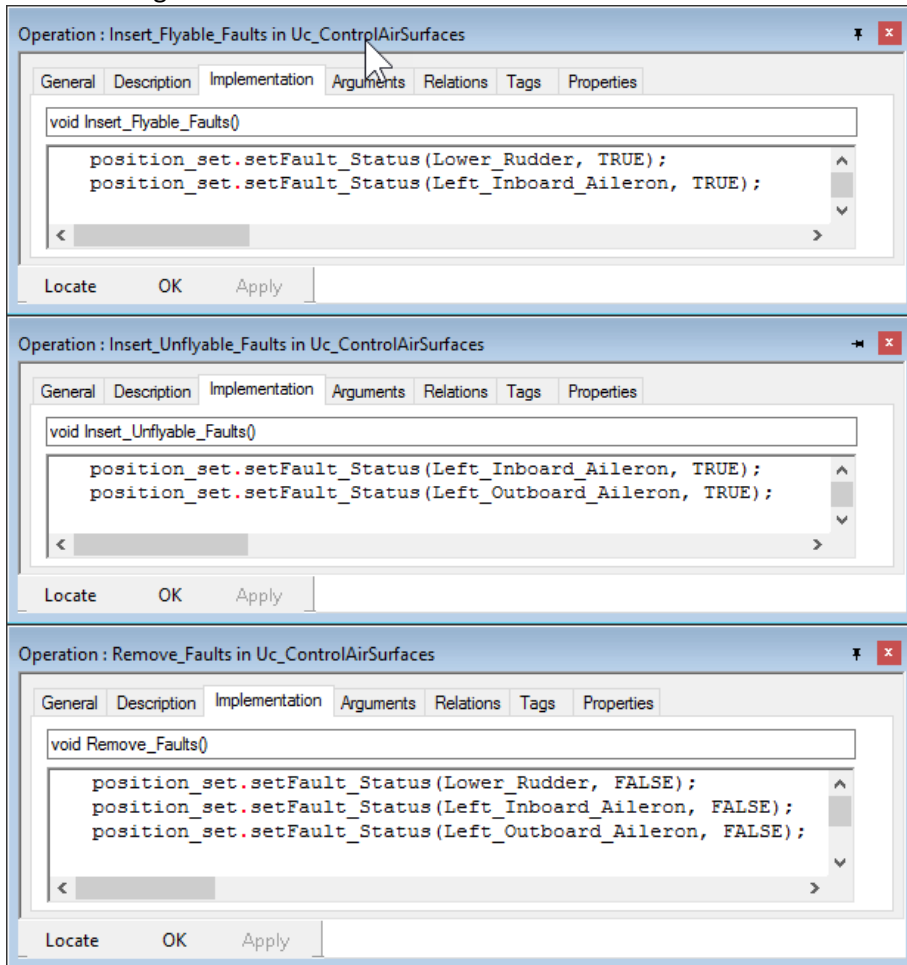 Operation : Insert_Flyable_Faults in Uc_ControlAirSurfaces
General Description Implementation Arguments Relations Tags Properties
void Insert_Flyable_Faults()
position_set.setFault_Status(Lower_Rudder, TRUE);
position_set.setFault_Status(Left_Inboard_Aileron, TRUE);
Locate OK Apply
Operation : Insert_Unflyable_Faults in Uc_ControlAirSurfaces
General Description Implementation Arguments Relations Tags Properties
void Insert_Unflyable_Faults()
position_set.setFault_Status(Left_Inboard_Aileron, TRUE);
position_set.setFault_Status(Left_Outboard_Aileron, TRUE);
Locate OK Apply
Operation : Remove_Faults in Uc_ControlAirSurfaces
General Description Implementation Arguments Relations Tags Properties
void Remove_Faults()
position_set.setFault_Status(Lower_Rudder, FALSE);
position_set.setFault_Status(Left_Inboard_Aileron, FALSE);
position_set.setFault_Status(Left_Outboard_Aileron, FALSE);
Locate OK Apply